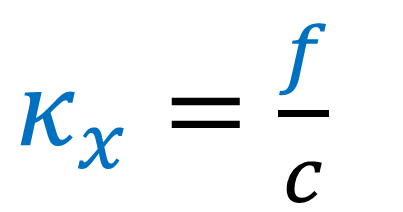 κₓ = f/c